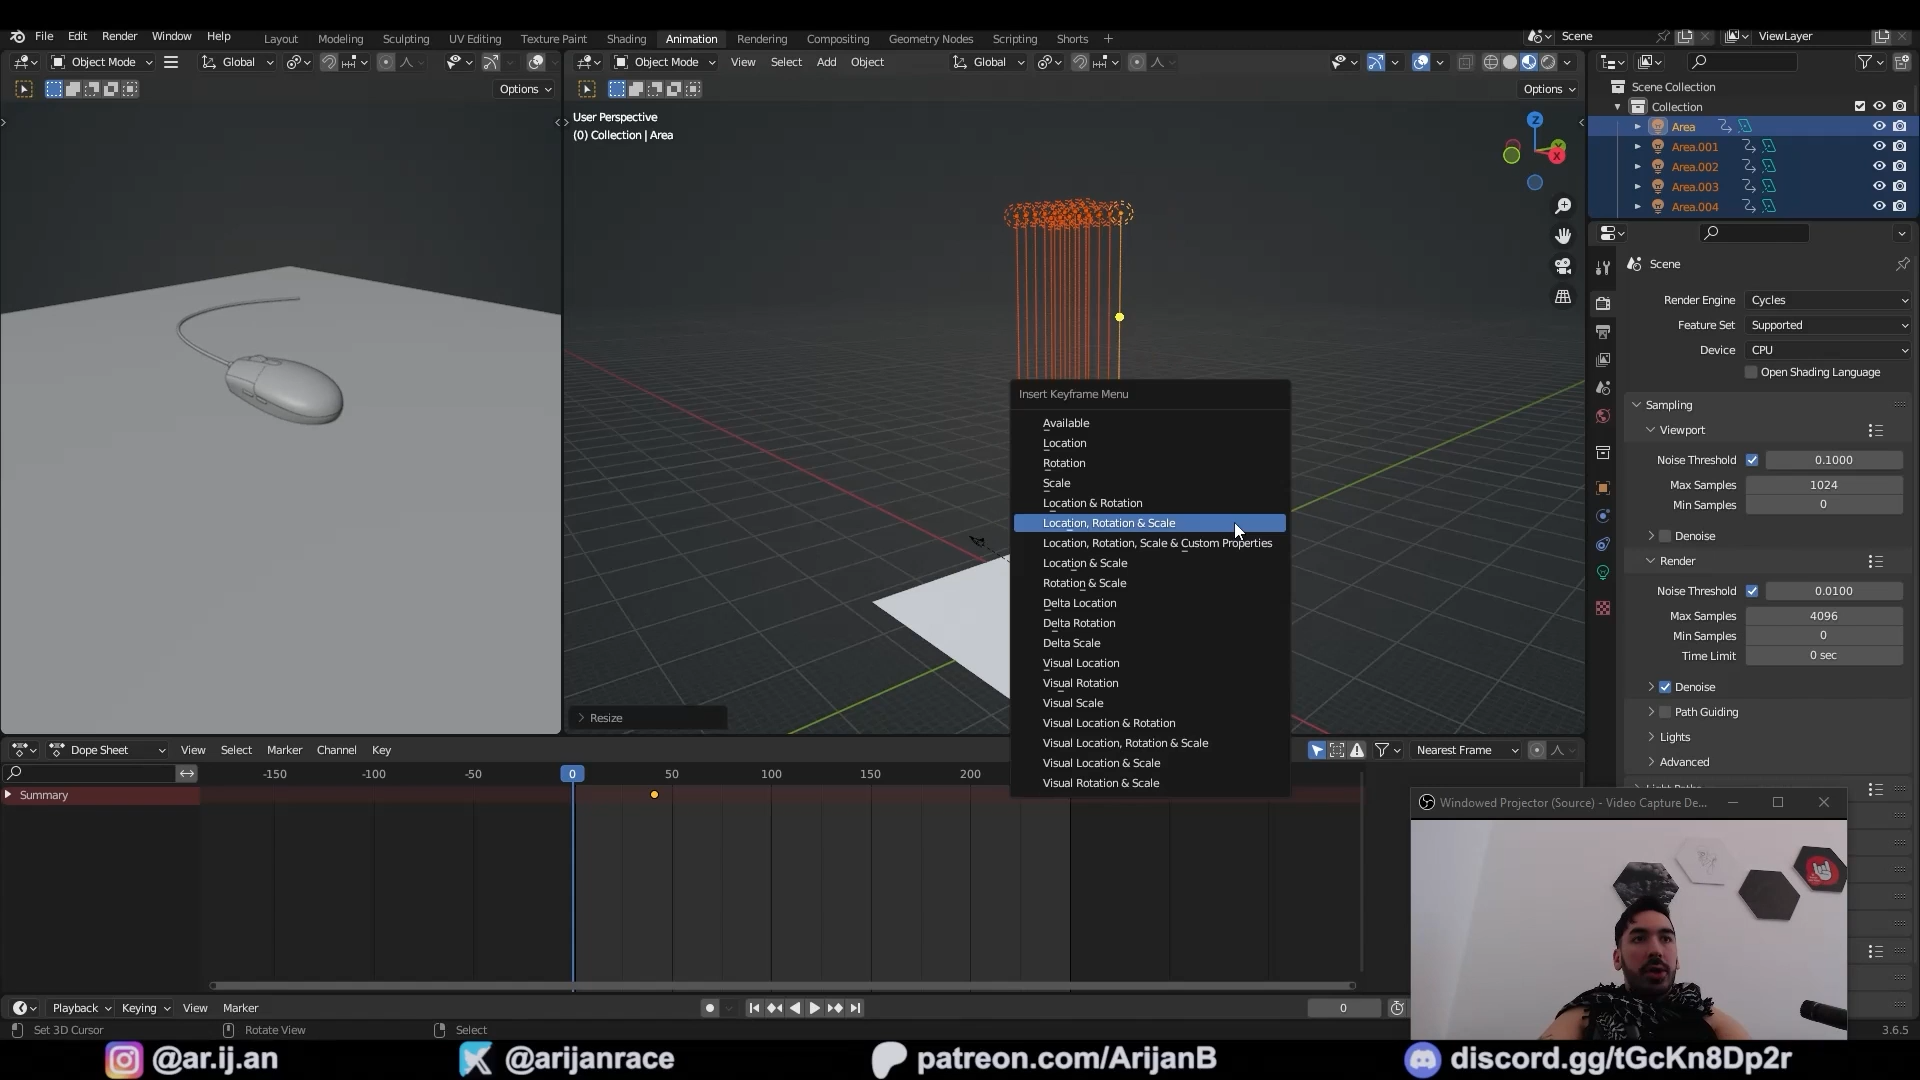 File Edit Render Window Help
Layout Modeling Sculpting UV Editing Texture Paint Shading Animation Rendering Compositing Geometry Nodes Scripting Shorts +
Scene ViewLayer
Object Mode Global
Object Mode View Select Add Object Global
Options
Options
User Perspective
(0) Collection | Area
Z
Y
X
Scene Collection
Collection
Area
Area.001
Area.002
Area.003
Area.004
Scene
Render Engine Cycles
Feature Set Supported
Device CPU
Open Shading Language
Sampling
Viewport
Noise Threshold 0.1000
Max Samples 1024
Min Samples 0
Denoise
Render
Noise Threshold 0.0100
Max Samples 4096
Min Samples 0
Time Limit 0 sec
Denoise
Path Guiding
Lights
Advanced
Insert Keyframe Menu
Available
Location
Rotation
Scale
Location & Rotation
Location, Rotation & Scale
Location, Rotation, Scale & Custom Properties
Location & Scale
Rotation & Scale
Delta Location
Delta Rotation
Delta Scale
Visual Location
Visual Rotation
Visual Scale
Visual Location & Rotation
Visual Location, Rotation & Scale
Visual Location & Scale
Visual Rotation & Scale
Resize
Dope Sheet View Select Marker Channel Key
Nearest Frame
-150 -100 -50 0 50 100 150 200
Summary
Windowed Projector (Source) - Video Capture De...
Playback Keying View Marker
0
Set 3D Cursor Rotate View Select
3.6.5
@ar.ij.an @arijanrace patreon.com/ArijanB discord.gg/tGcKn8Dp2r